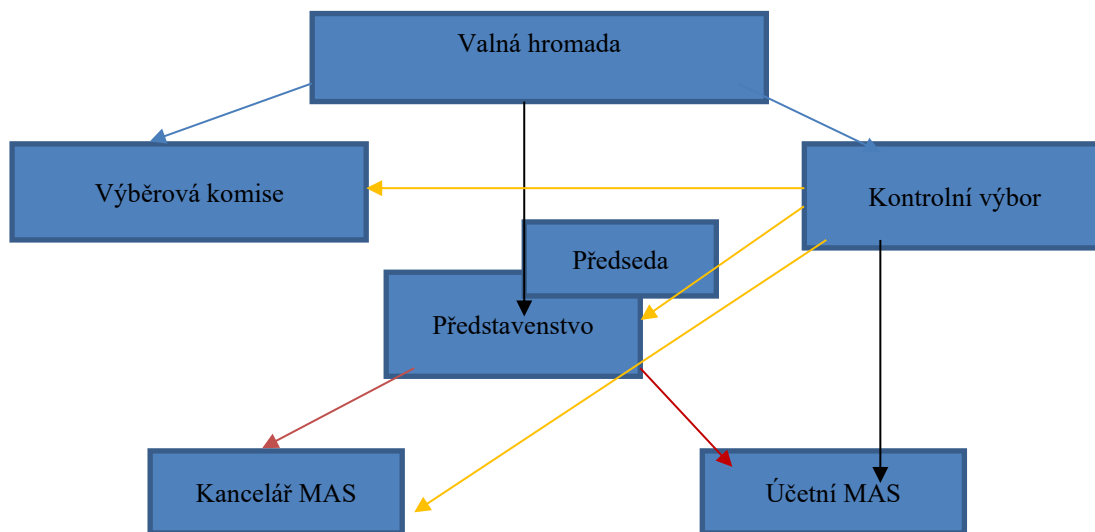 Valná hromada
Výběrová komise
Kontrolní výbor
Předseda
Představenstvo
Kancelář MAS
Účetní MAS